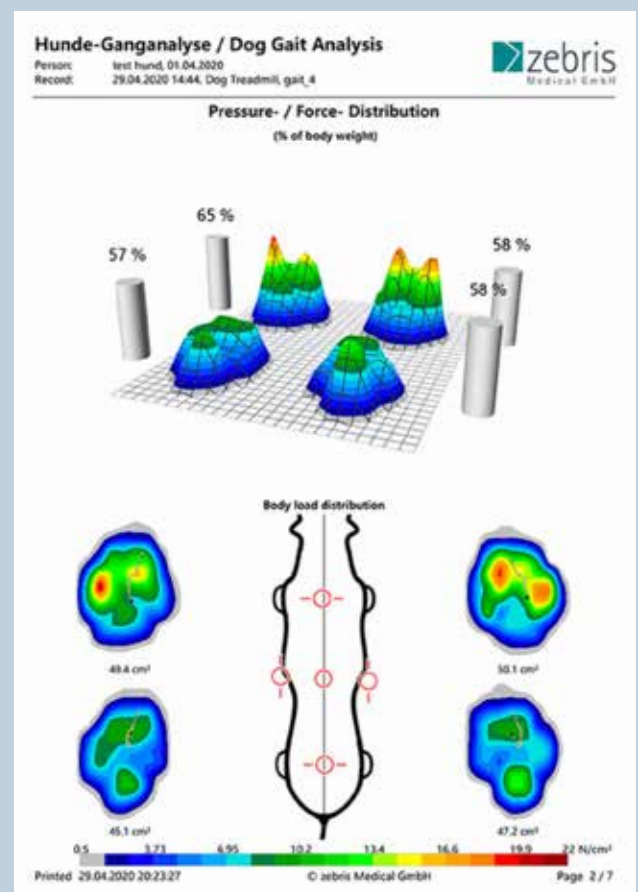 Hunde-Ganganalyse / Dog Gait Analysis
Person: test hund, 01.04.2020
Record: 29.04.2020 14:44, Dog Treadmill, gait_4
zebris
Medical GmbH
Pressure- / Force- Distribution
(% of body weight)
65 %
57 %
58 %
58 %
Body load distribution
49.4 cm²
50.1 cm²
45.1 cm²
47.2 cm²
0.5 3.73 6.95 10.2 13.4 16.6 19.9 22 N/cm²
Printed 29.04.2020 20:23:27 © zebris Medical GmbH Page 2 / 7